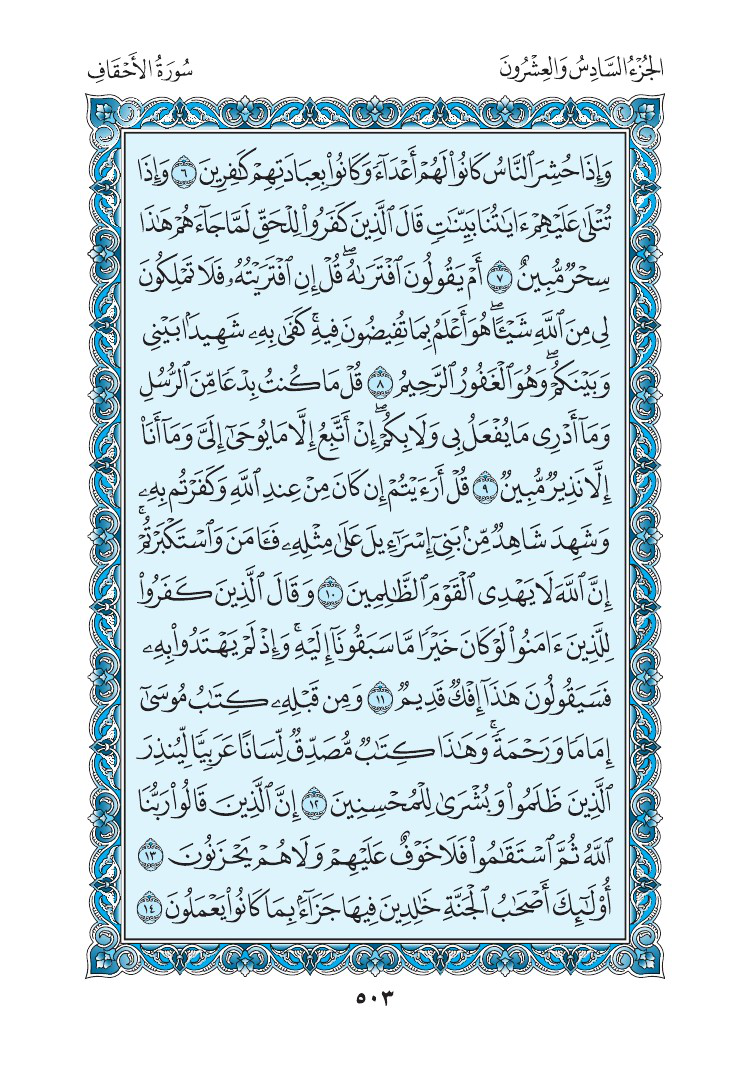 الجُزْءُ السَّادِسُ وَالعِشْرُونَ
سُورَةُ الأَحْقَافِ
وَإِذَا حُشِرَ ٱلنَّاسُ كَانُوا۟ لَهُمْ أَعْدَآءً وَكَانُوا۟ بِعِبَادَتِهِمْ كَٰفِرِينَ ٦ وَإِذَا
تُتْلَىٰ عَلَيْهِمْ ءَايَٰتُنَا بَيِّنَٰتٍ قَالَ ٱلَّذِينَ كَفَرُوا۟ لِلْحَقِّ لَمَّا جَآءَهُمْ هَٰذَا
سِحْرٌ مُّبِينٌ ٧ أَمْ يَقُولُونَ ٱفْتَرَىٰهُ ۖ قُلْ إِنِ ٱفْتَرَيْتُهُۥ فَلَا تَمْلِكُونَ
لِى مِنَ ٱللَّهِ شَيْـًٔا ۖ هُوَ أَعْلَمُ بِمَا تُفِيضُونَ فِيهِ ۚ كَفَىٰ بِهِۦ شَهِيدًۢا بَيْنِى
وَبَيْنَكُمْ ۖ وَهُوَ ٱلْغَفُورُ ٱلرَّحِيمُ ٨ قُلْ مَا كُنتُ بِدْعًا مِّنَ ٱلرُّسُلِ
وَمَآ أَدْرِى مَا يُفْعَلُ بِى وَلَا بِكُمْ ۖ إِنْ أَتَّبِعُ إِلَّا مَا يُوحَىٰٓ إِلَىَّ وَمَآ أَنَا۠
إِلَّا نَذِيرٌ مُّبِينٌ ٩ قُلْ أَرَءَيْتُمْ إِن كَانَ مِنْ عِندِ ٱللَّهِ وَكَفَرْتُم بِهِۦ
وَشَهِدَ شَاهِدٌ مِّنۢ بَنِىٓ إِسْرَٰٓءِيلَ عَلَىٰ مِثْلِهِۦ فَـَٔامَنَ وَٱسْتَكْبَرْتُمْ ۚ
إِنَّ ٱللَّهَ لَا يَهْدِى ٱلْقَوْمَ ٱلظَّٰلِمِينَ ١٠ وَقَالَ ٱلَّذِينَ كَفَرُوا۟
لِلَّذِينَ ءَامَنُوا۟ لَوْ كَانَ خَيْرًا مَّا سَبَقُونَآ إِلَيْهِ ۚ وَإِذْ لَمْ يَهْتَدُوا۟ بِهِۦ
فَسَيَقُولُونَ هَٰذَآ إِفْكٌ قَدِيمٌ ١١ وَمِن قَبْلِهِۦ كِتَٰبُ مُوسَىٰٓ
إِمَامًا وَرَحْمَةً ۚ وَهَٰذَا كِتَٰبٌ مُّصَدِّقٌ لِّسَانًا عَرَبِيًّا لِّيُنذِرَ
ٱلَّذِينَ ظَلَمُوا۟ وَبُشْرَىٰ لِلْمُحْسِنِينَ ١٢ إِنَّ ٱلَّذِينَ قَالُوا۟ رَبُّنَا
ٱللَّهُ ثُمَّ ٱسْتَقَٰمُوا۟ فَلَا خَوْفٌ عَلَيْهِمْ وَلَا هُمْ يَحْزَنُونَ ١٣
أُو۟لَٰٓئِكَ أَصْحَٰبُ ٱلْجَنَّةِ خَٰلِدِينَ فِيهَا جَزَآءًۢ بِمَا كَانُوا۟ يَعْمَلُونَ ١٤
٥٠٣